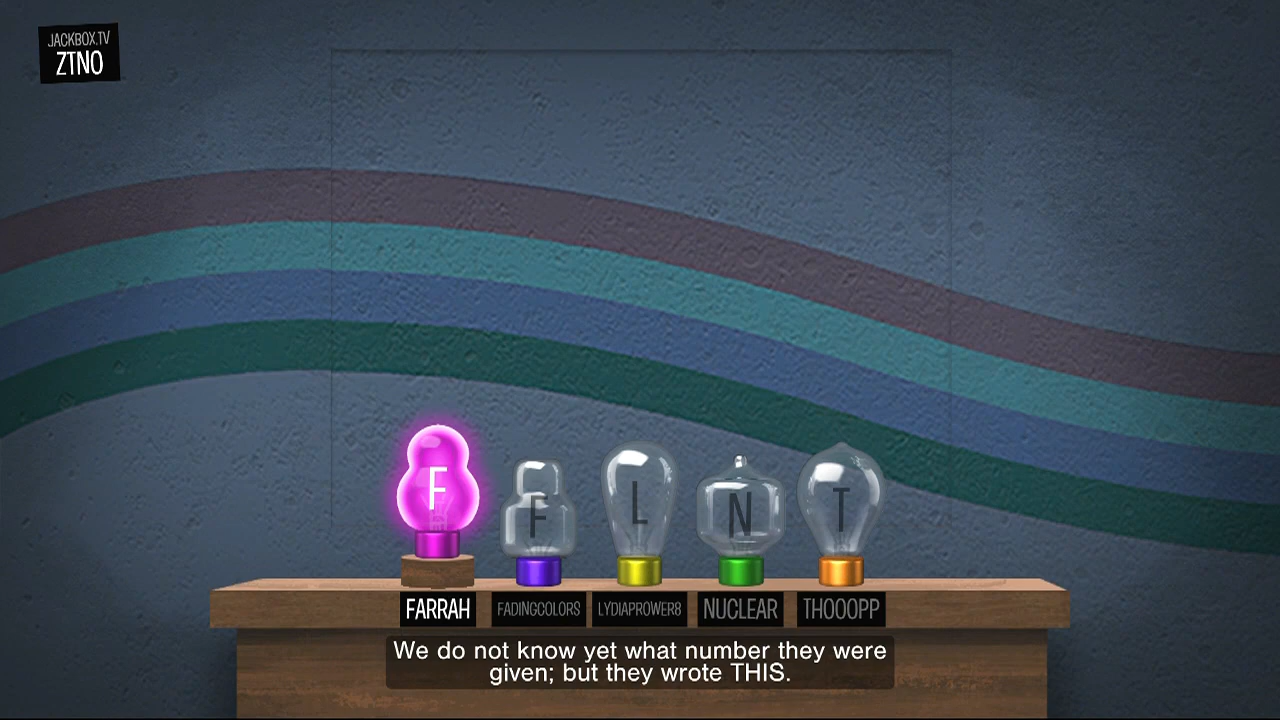 JACKBOX.TV
ZTNO
F
F
L
N
T
FARRAH
FADINGCOLORS
LYDIAPROWER8
NUCLEAR
THOOOPP
We do not know yet what number they were
given; but they wrote THIS.